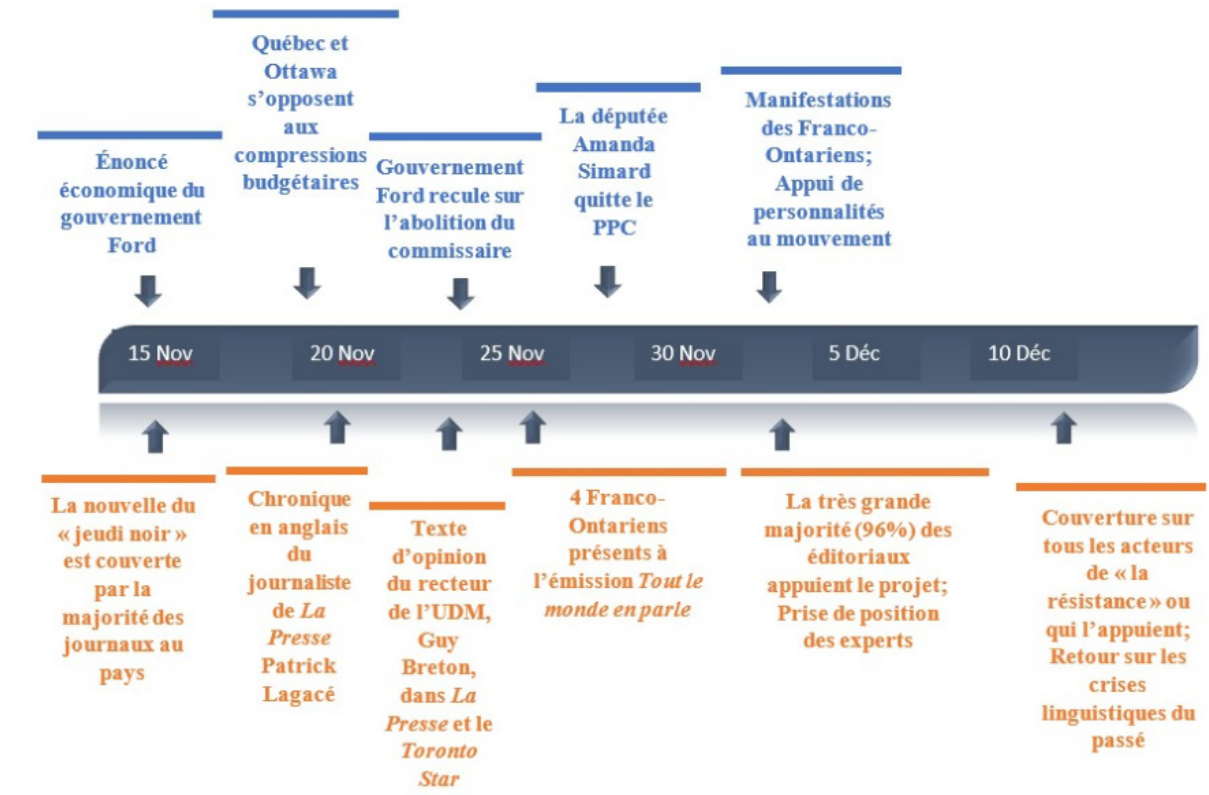 Énoncé
économique du
gouvernement
Ford
Québec et
Ottawa
s’opposent
aux
compressions
budgétaires
Gouvernement
Ford recule sur
l’abolition du
commissaire
La députée
Amanda
Simard
quitte le
PPC
Manifestations
des Franco-
Ontariens;
Appui de
personnalités
au mouvement
15 Nov
20 Nov
25 Nov
30 Nov
5 Déc
10 Déc
La nouvelle du
« jeudi noir »
est couverte
par la
majorité des
journaux au
pays
Chronique
en anglais
du
journaliste
de La
Presse
Patrick
Lagacé
Texte
d’opinion
du recteur
de l’UDM,
Guy
Breton,
dans La
Presse et le
Toronto
Star
4 Franco-
Ontariens
présents à
l’émission Tout le
monde en parle
La très grande
majorité (96%) des
éditoriaux
appuient le projet;
Prise de position
des experts
Couverture sur
tous les acteurs
de « la
résistance » ou
qui l’appuient;
Retour sur les
crises
linguistiques du
passé